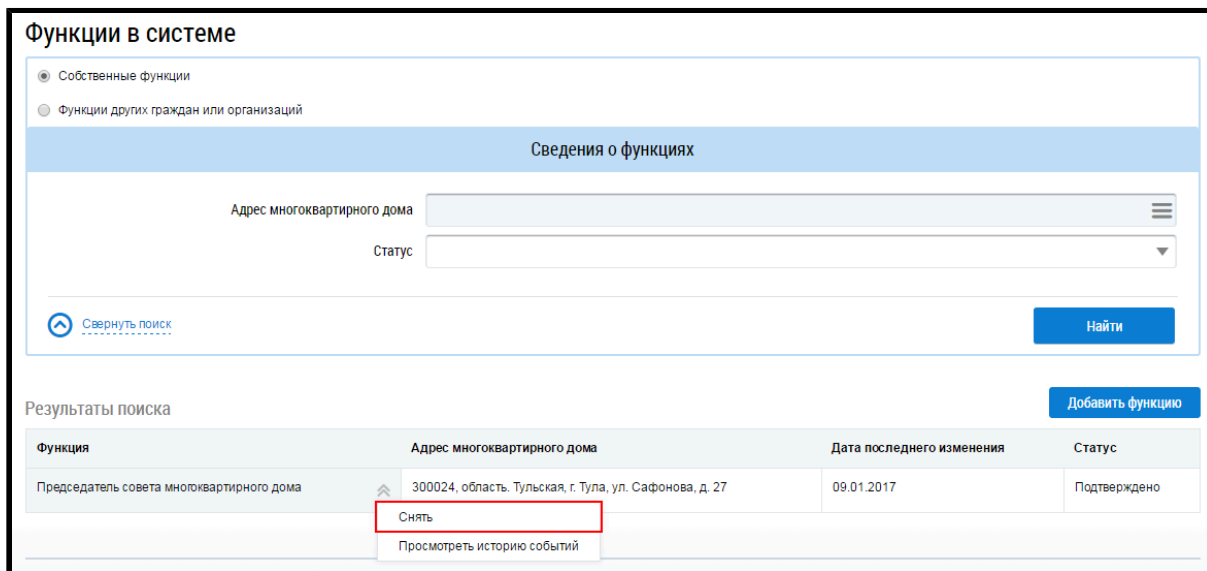 Функции в системе
Собственные функции
Функции других граждан или организаций
Сведения о функциях
Адрес многоквартирного дома
Статус
Свернуть поиск
Найти
Результаты поиска
Добавить функцию
Функция Адрес многоквартирного дома Дата последнего изменения Статус
Председатель совета многоквартирного дома 300024, область. Тульская, г. Тула, ул. Сафонова, д. 27 09.01.2017 Подтверждено
Снять
Просмотреть историю событий